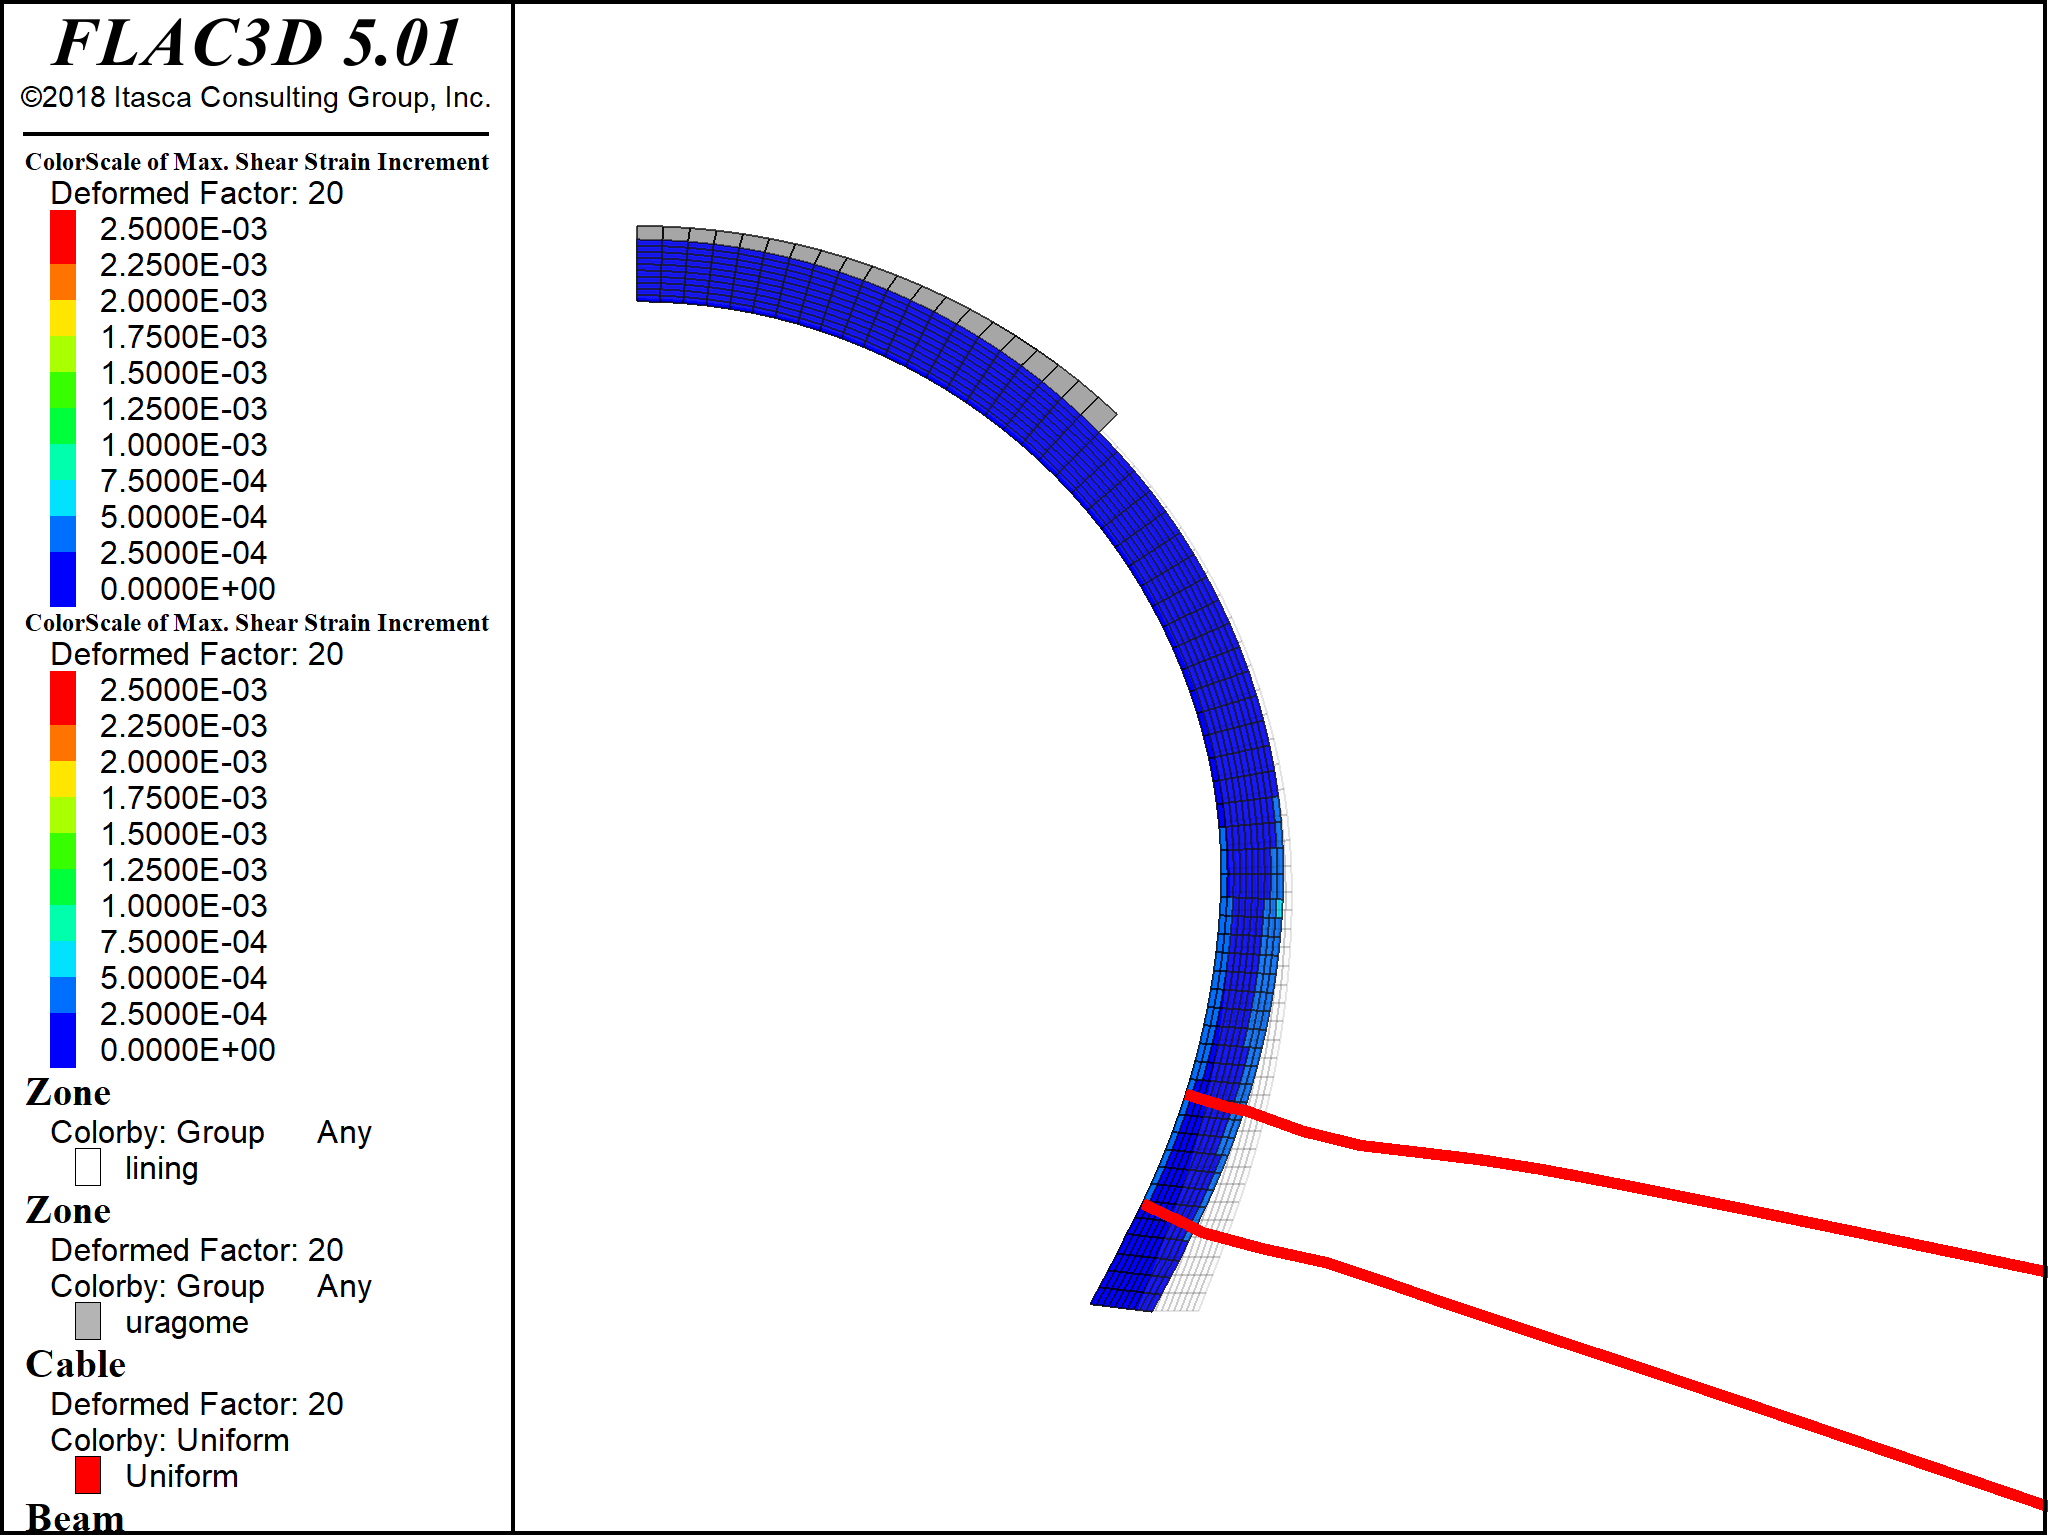 FLAC3D 5.01
©2018 Itasca Consulting Group, Inc.
ColorScale of Max. Shear Strain Increment
Deformed Factor: 20
2.5000E-03
2.2500E-03
2.0000E-03
1.7500E-03
1.5000E-03
1.2500E-03
1.0000E-03
7.5000E-04
5.0000E-04
2.5000E-04
0.0000E+00
ColorScale of Max. Shear Strain Increment
Deformed Factor: 20
2.5000E-03
2.2500E-03
2.0000E-03
1.7500E-03
1.5000E-03
1.2500E-03
1.0000E-03
7.5000E-04
5.0000E-04
2.5000E-04
0.0000E+00
Zone
Colorby: Group Any
lining
Zone
Deformed Factor: 20
Colorby: Group Any
uragome
Cable
Deformed Factor: 20
Colorby: Uniform
Uniform
Beam